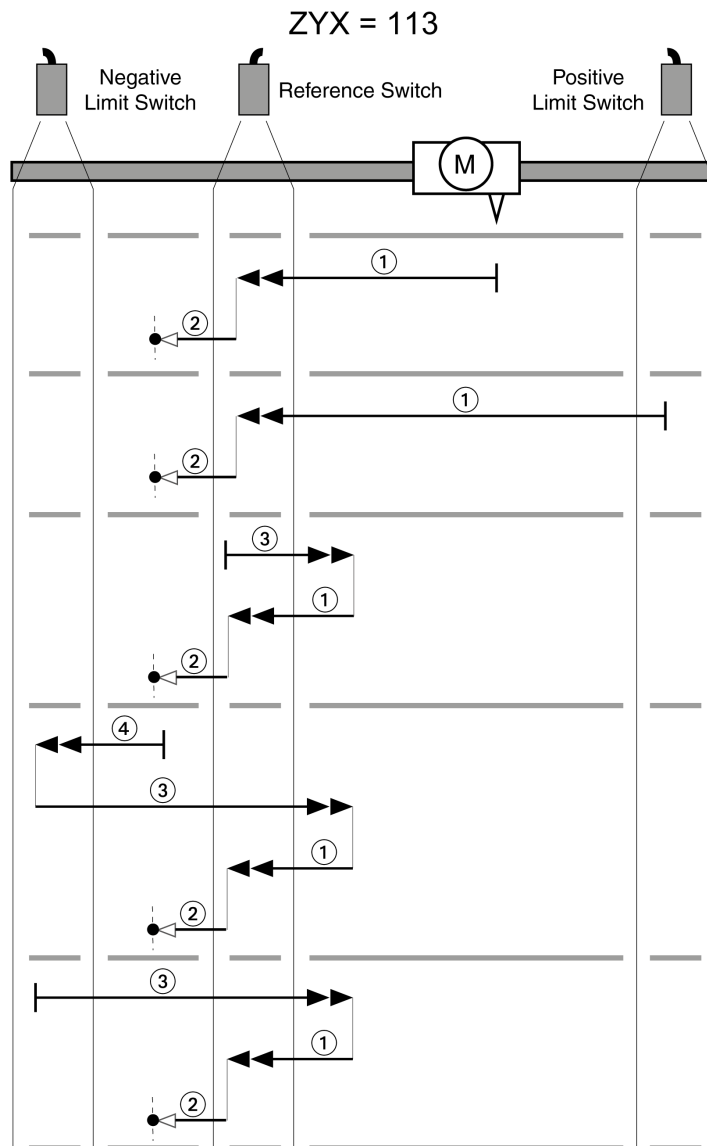 ZYX = 113
Negative
Limit Switch
Reference Switch
Positive
Limit Switch
M
1
2
1
2
3
1
2
4
3
1
2
3
1
2